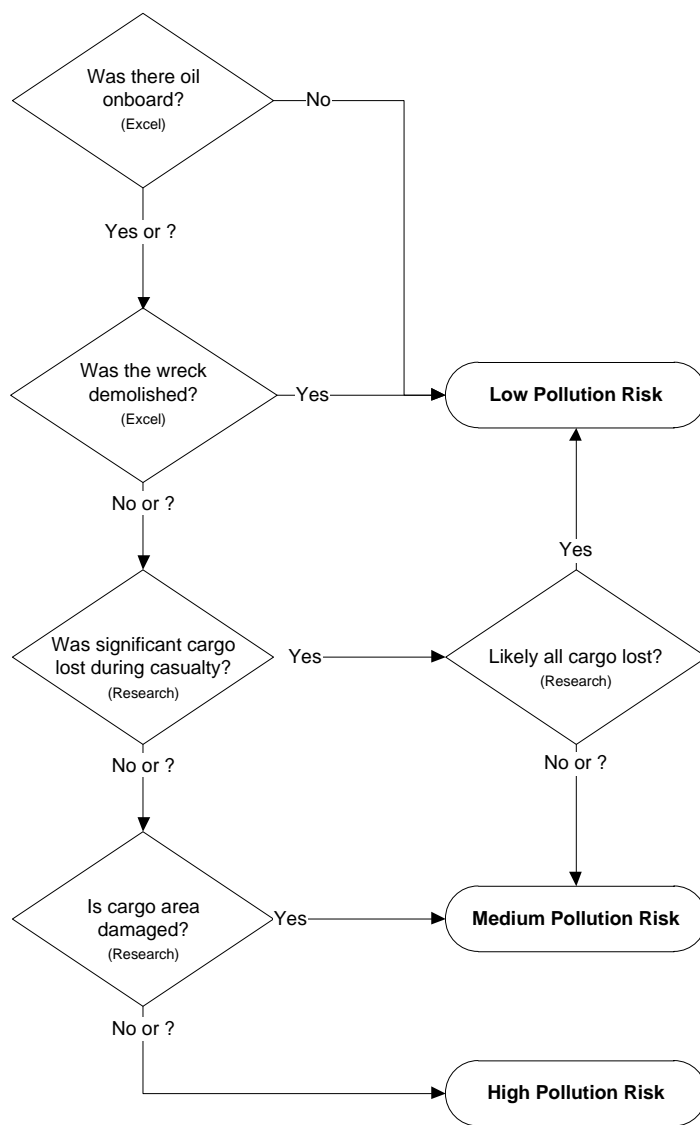 Was there oil
onboard?
(Excel)
No
Yes or ?
Was the wreck
demolished?
(Excel)
Yes
Low Pollution Risk
No or ?
Yes
Was significant cargo
lost during casualty?
(Research)
Yes
Likely all cargo lost?
(Research)
No or ?
No or ?
Is cargo area
damaged?
(Research)
Yes
Medium Pollution Risk
No or ?
High Pollution Risk